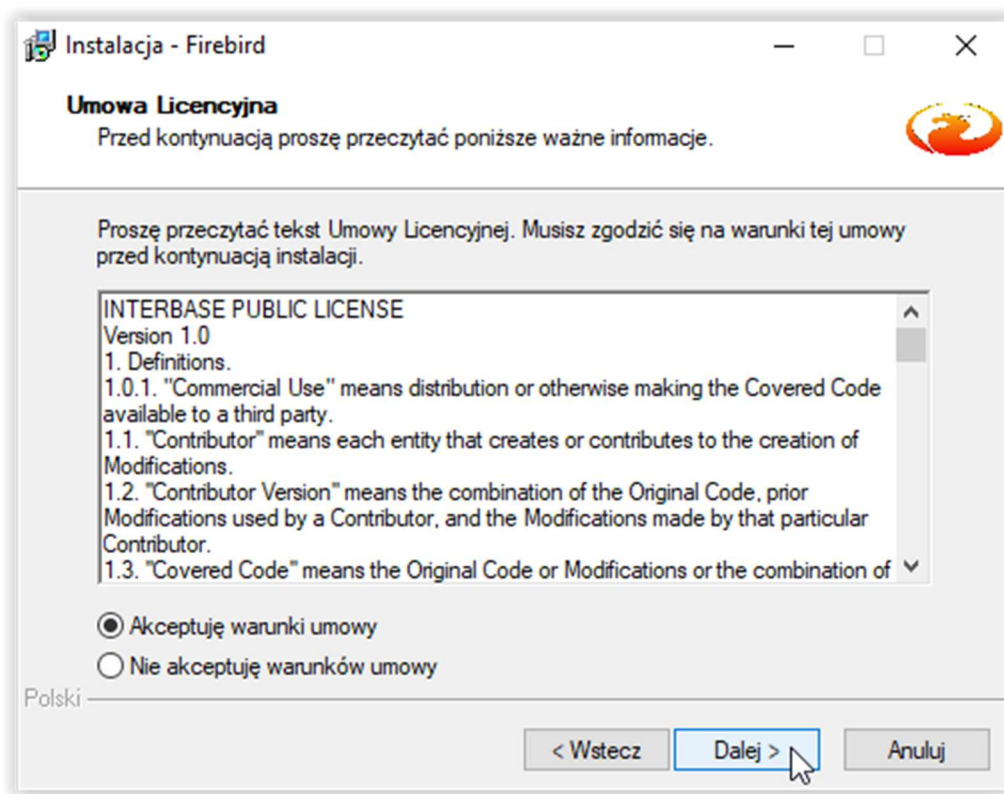 Instalacja - Firebird
Umowa Licencyjna
Przed kontynuacją proszę przeczytać poniższe ważne informacje.
Proszę przeczytać tekst Umowy Licencyjnej. Musisz zgodzić się na warunki tej umowy
przed kontynuacją instalacji.
INTERBASE PUBLIC LICENSE
Version 1.0
1. Definitions.
1.0.1. "Commercial Use" means distribution or otherwise making the Covered Code
available to a third party.
1.1. "Contributor" means each entity that creates or contributes to the creation of
Modifications.
1.2. "Contributor Version" means the combination of the Original Code, prior
Modifications used by a Contributor, and the Modifications made by that particular
Contributor.
1.3. "Covered Code" means the Original Code or Modifications or the combination of
Akceptuję warunki umowy
Nie akceptuję warunków umowy
Polski
< Wstecz
Dalej >
Anuluj